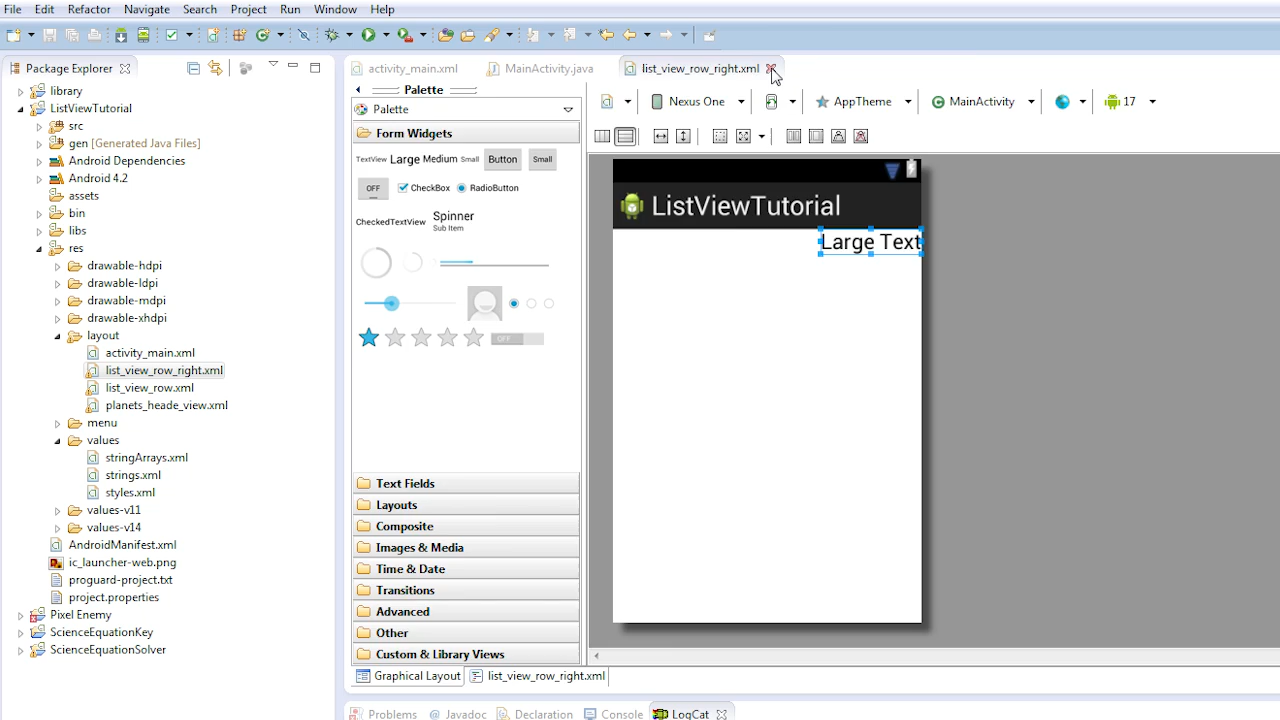 File Edit Refactor Navigate Search Project Run Window Help
Package Explorer
library
ListViewTutorial
src
gen [Generated Java Files]
Android Dependencies
Android 4.2
assets
bin
libs
res
drawable-hdpi
drawable-ldpi
drawable-mdpi
drawable-xhdpi
layout
activity_main.xml
list_view_row_right.xml
list_view_row.xml
planets_heade_view.xml
menu
values
stringArrays.xml
strings.xml
styles.xml
values-v11
values-v14
AndroidManifest.xml
ic_launcher-web.png
proguard-project.txt
project.properties
Pixel Enemy
ScienceEquationKey
ScienceEquationSolver
activity_main.xml MainActivity.java list_view_row_right.xml
Palette
Palette
Form Widgets
TextView Large Medium Small Button Small
OFF CheckBox RadioButton
CheckedTextView Spinner
Sub Item
OFF
Text Fields
Layouts
Composite
Images & Media
Time & Date
Transitions
Advanced
Other
Custom & Library Views
Nexus One AppTheme MainActivity 17
ListViewTutorial
Large Text
Graphical Layout list_view_row_right.xml
Problems Javadoc Declaration Console LogCat